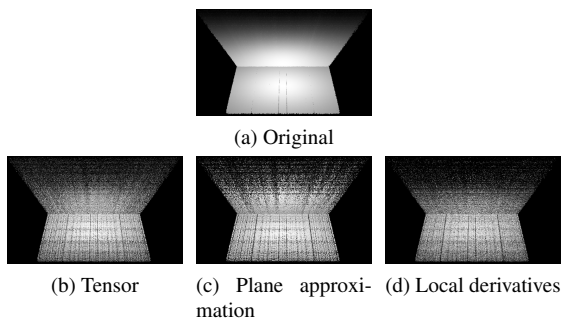 (a) Original
(b) Tensor
(c) Plane approxi-
mation
(d) Local derivatives